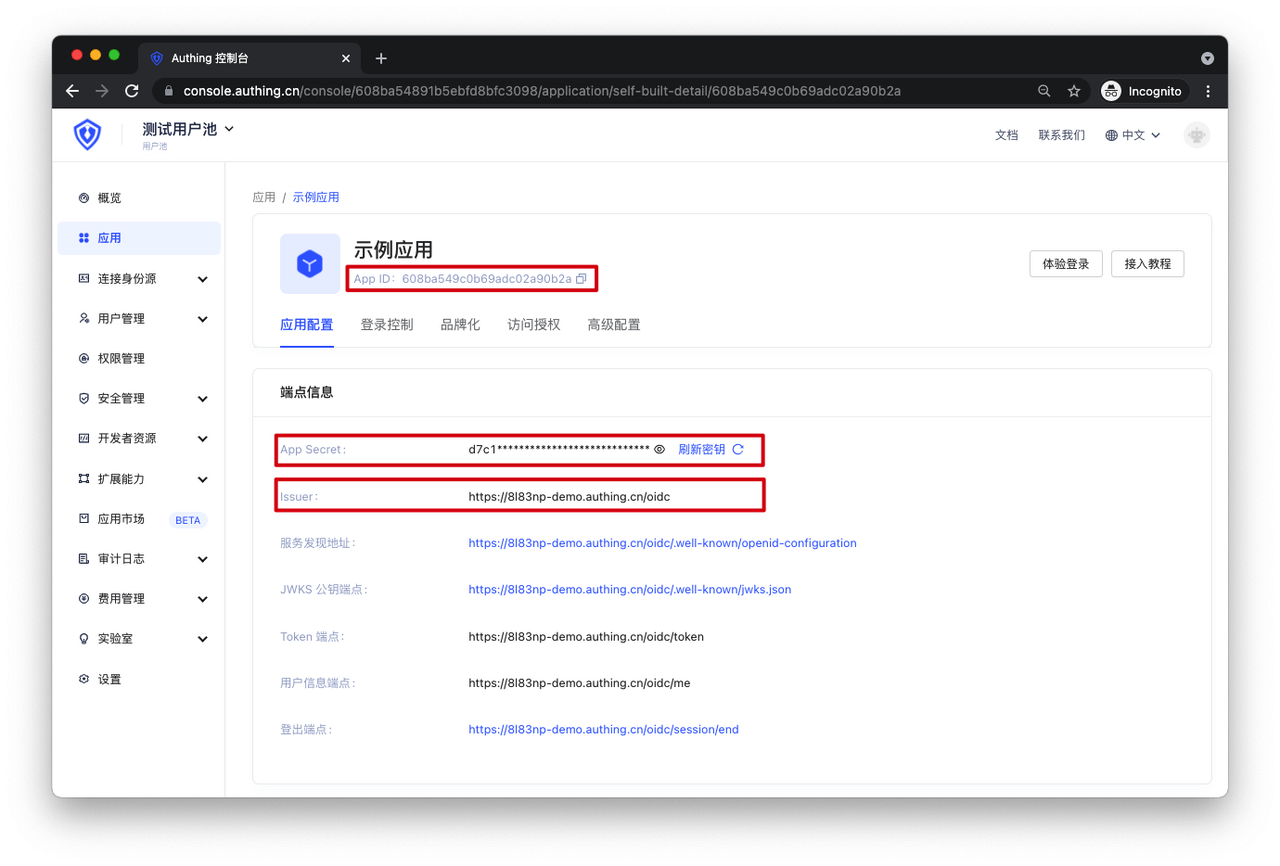 Authing 控制台
console.authing.cn/console/608ba54891b5ebfd8bfc3098/application/self-built-detail/608ba549c0b69adc02a90b2a
Incognito
测试用户池
用户池
文档 联系我们 中文
概览
应用
连接身份源
用户管理
权限管理
安全管理
开发者资源
扩展能力
应用市场 BETA
审计日志
费用管理
实验室
设置
应用 / 示例应用
示例应用
App ID: 608ba549c0b69adc02a90b2a
体验登录 接入教程
应用配置 登录控制 品牌化 访问授权 高级配置
端点信息
App Secret: d7c1**************************** 刷新密钥
Issuer: https://8l83np-demo.authing.cn/oidc
服务发现地址: https://8l83np-demo.authing.cn/oidc/.well-known/openid-configuration
JWKS 公钥端点: https://8l83np-demo.authing.cn/oidc/.well-known/jwks.json
Token 端点: https://8l83np-demo.authing.cn/oidc/token
用户信息端点: https://8l83np-demo.authing.cn/oidc/me
登出端点: https://8l83np-demo.authing.cn/oidc/session/end